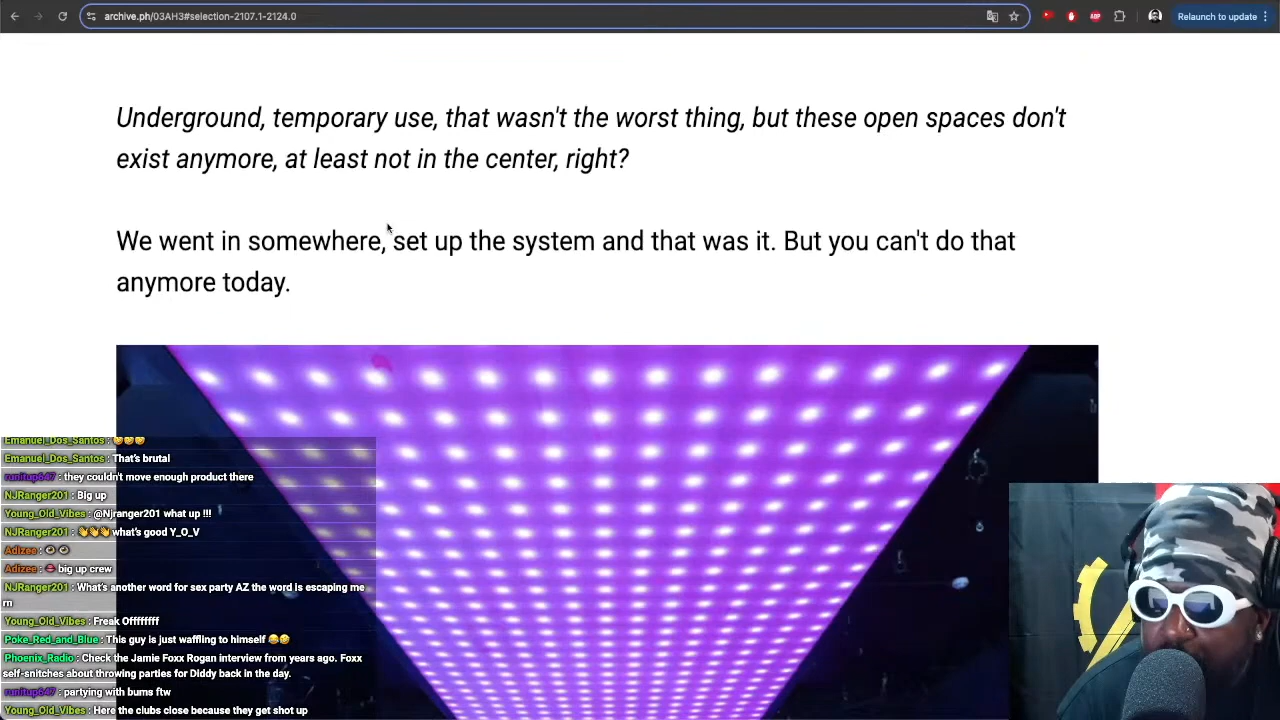 archive.ph/03AH3#selection-2107.1-2124.0
Relaunch to update
Underground, temporary use, that wasn't the worst thing, but these open spaces don't
exist anymore, at least not in the center, right?
We went in somewhere, set up the system and that was it. But you can't do that
anymore today.
Emanuel_Dos_Santos : 🤣🤣🤣
Emanuel_Dos_Santos : That's brutal
runitup647 : they couldn't move enough product there
NJRanger201 : Big up
Young_Old_Vibes : @Njranger201 what up !!!
NJRanger201 : 👋👋👋 what's good Y_O_V
Adizee : 👁 👁
Adizee : 👄 big up crew
NJRanger201 : What's another word for sex party AZ the word is escaping me
rn
Young_Old_Vibes : Freak Offffffff
Poke_Red_and_Blue : This guy is just waffling to himself 😂🤣
Phoenix_Radio : Check the Jamie Foxx Rogan interview from years ago. Foxx
self-snitches about throwing parties for Diddy back in the day.
runitup647 : partying with bums ftw
Young_Old_Vibes : Here the clubs close because they get shot up